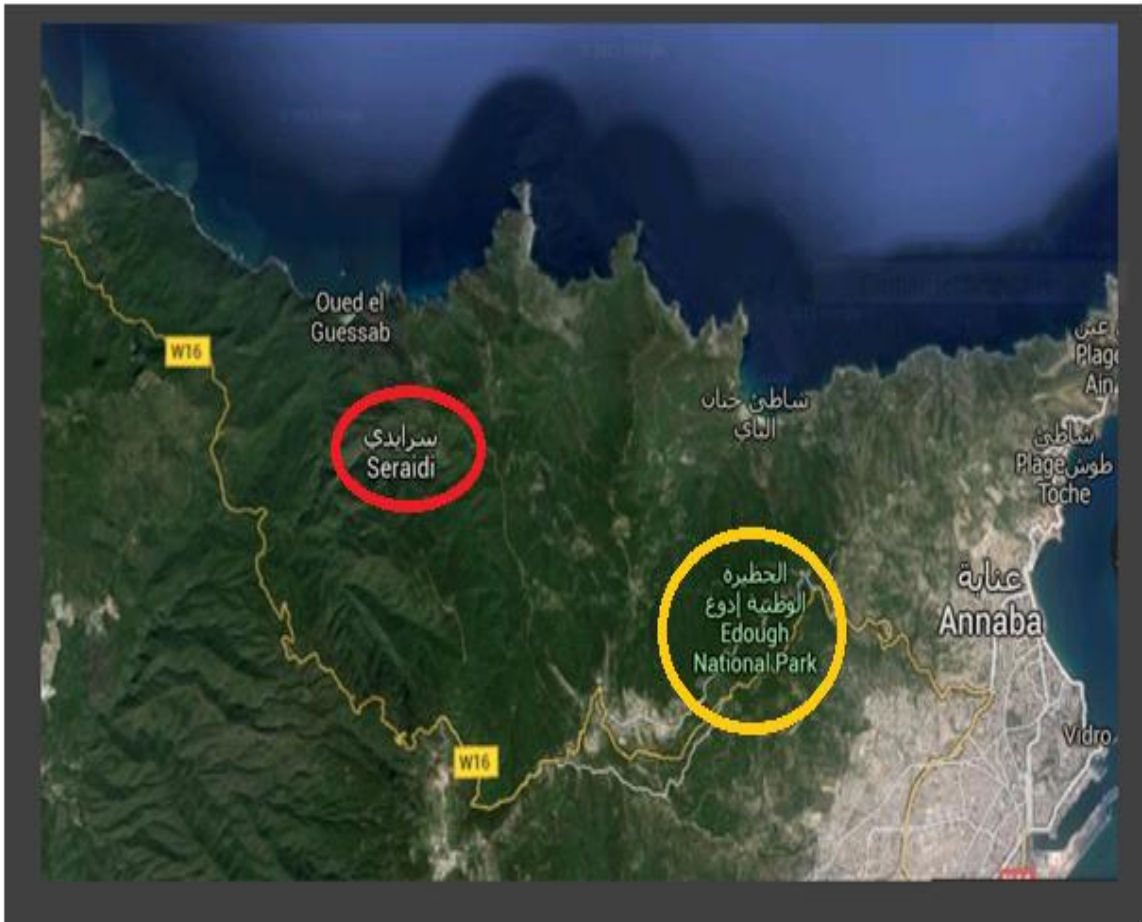 Oued el
Guessab
W16
سرايدي
Seraidi
شاطئ جنان
الباي
عين
Plage
Ain
شاطئ
طوش Plage
Toche
الحظيرة
الوطنية إدوغ
Edough
National Park
عنابة
Annaba
Vidro
W16